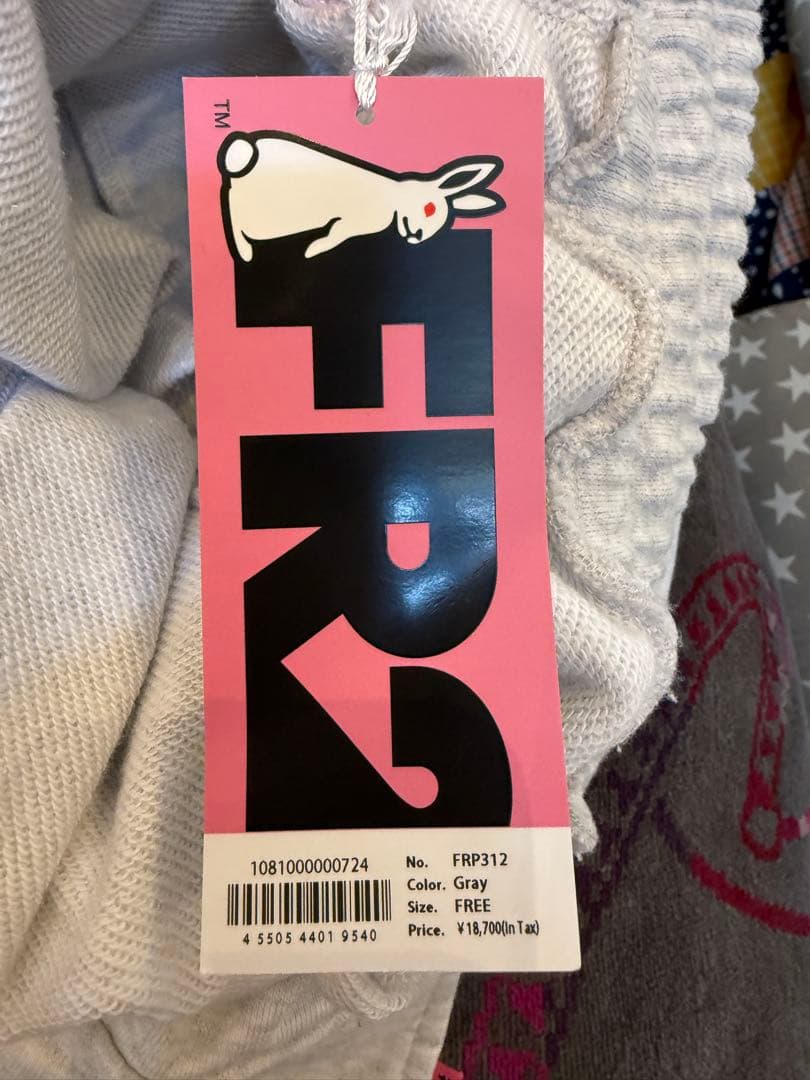 TM
FR2
1081000000724
4 5505 4401 9540
No. FRP312
Color. Gray
Size. FREE
Price. ¥18,700(In Tax)